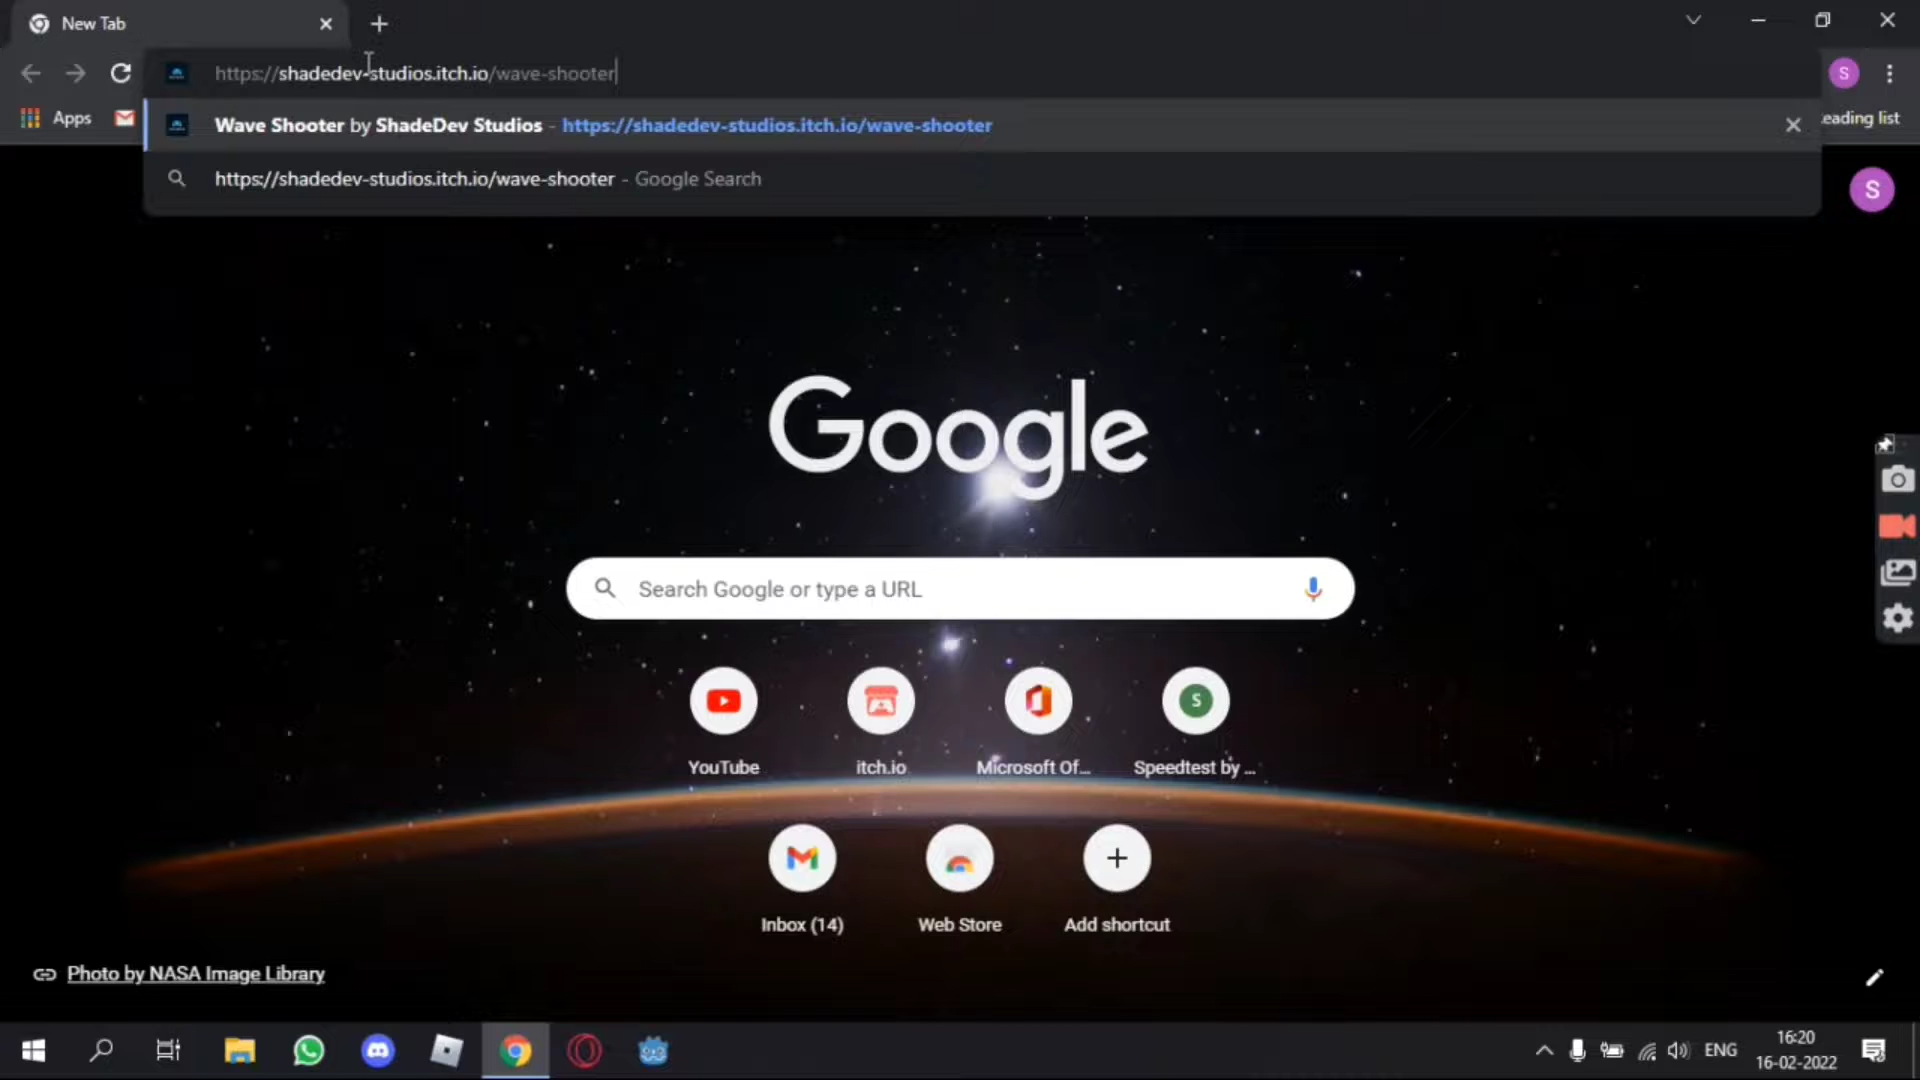 New Tab
https://shadedev-studios.itch.io/wave-shooter
Apps
Wave Shooter by ShadeDev Studios - https://shadedev-studios.itch.io/wave-shooter
eading list
https://shadedev-studios.itch.io/wave-shooter - Google Search
S
S
Google
Search Google or type a URL
S
YouTube
itch.io
Microsoft Of...
Speedtest by ...
Inbox (14)
Web Store
Add shortcut
Photo by NASA Image Library
ENG
16:20
16-02-2022